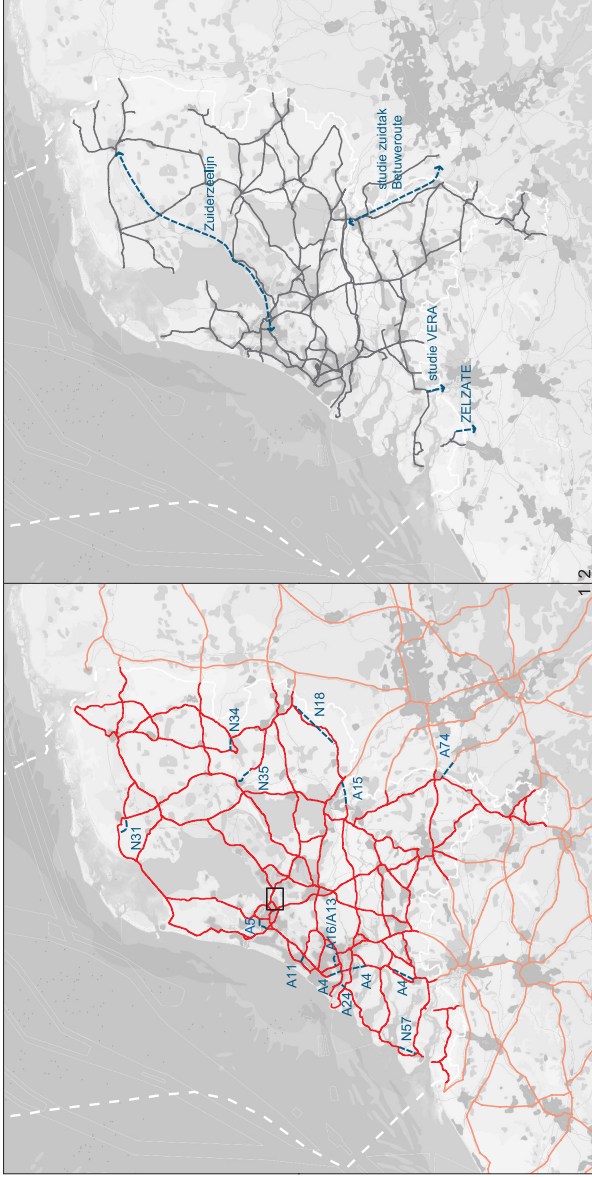 N31
N34
N35
N18
A5
A15
A74
A11
A16/A13
A4
A4
A24
A4
N57
1
Zuiderzeelijn
studie zuidtak
Betuweroute
studie VERA
ZELZATE
2